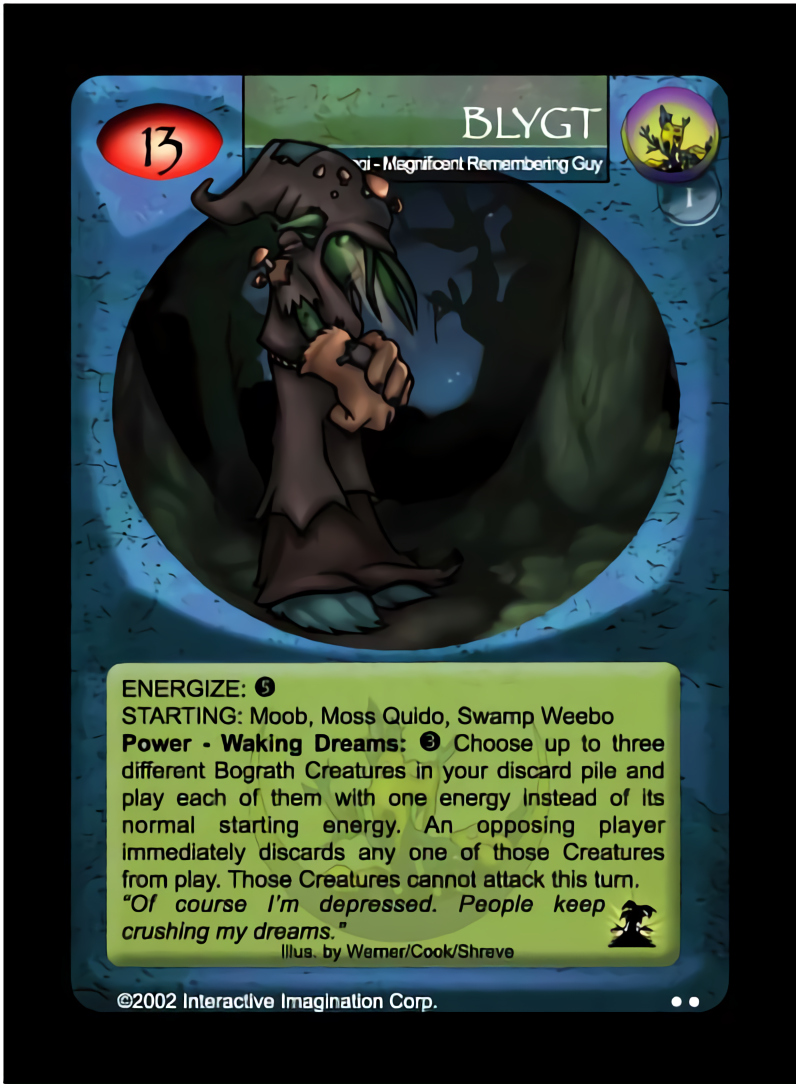 13
BLYGT
- Magnificent Remembering Guy
1
ENERGIZE: 5
STARTING: Moob, Moss Quido, Swamp Weebo
Power - Waking Dreams: 3 Choose up to three
different Bograth Creatures in your discard pile and
play each of them with one energy instead of its
normal starting energy. An opposing player
immediately discards any one of those Creatures
from play. Those Creatures cannot attack this turn.
"Of course I'm depressed. People keep
crushing my dreams."
Illus. by Werner/Cook/Shreve
©2002 Interactive Imagination Corp.